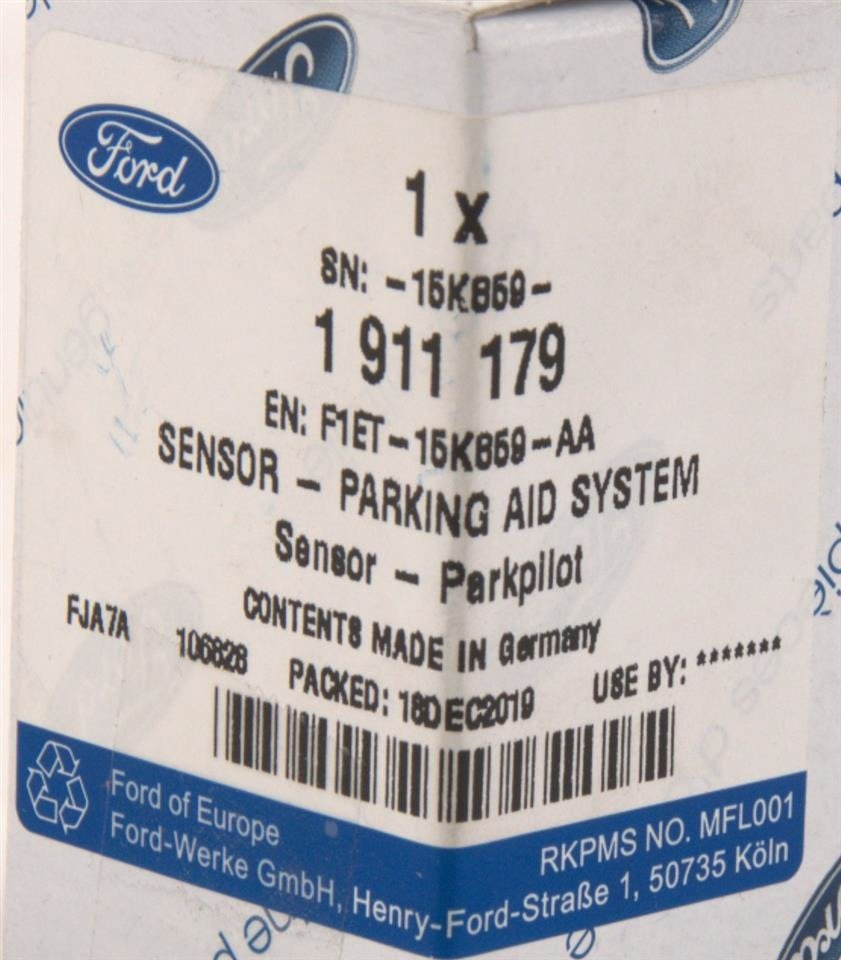 Ford
1 x
SN: -15K859-
1 911 179
EN: F1ET-15K859-AA
SENSOR - PARKING AID SYSTEM
Sensor - Parkpilot
CONTENTS MADE IN Germany
FJA7A 106828 PACKED: 18DEC2019 USE BY: *******
Ford of Europe
Ford-Werke GmbH, Henry-Ford-Straße 1, 50735 Köln
RKPMS NO. MFL001